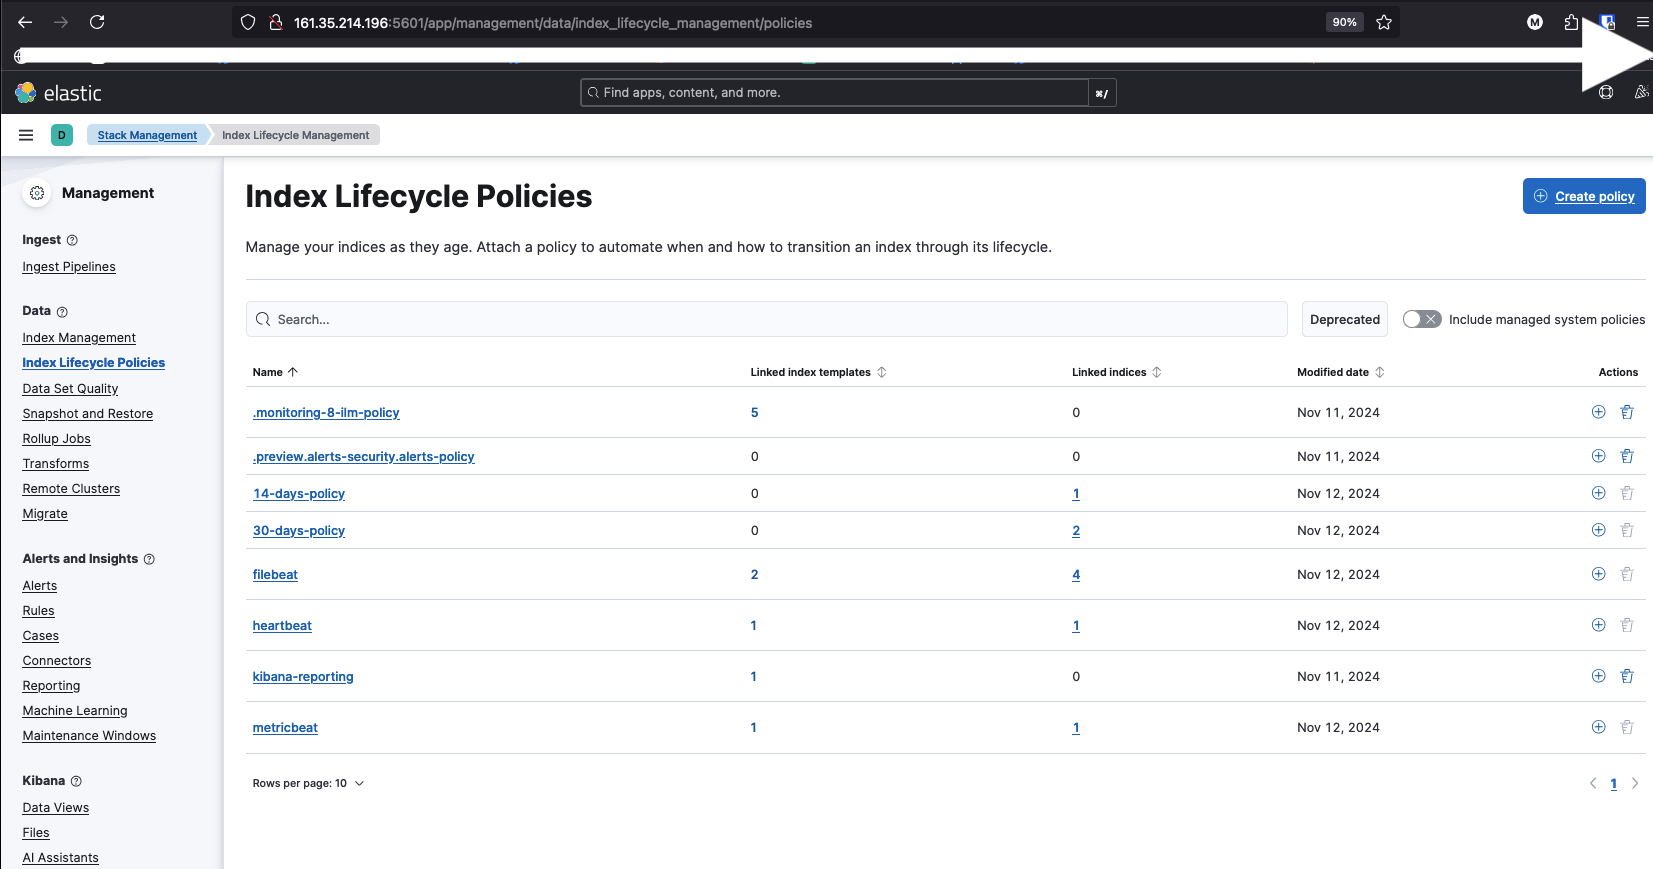 161.35.214.196:5601/app/management/data/index_lifecycle_management/policies
90%
M
elastic
Find apps, content, and more.
⌘/
D
Stack Management
Index Lifecycle Management
Management
Ingest
Ingest Pipelines
Data
Index Management
Index Lifecycle Policies
Data Set Quality
Snapshot and Restore
Rollup Jobs
Transforms
Remote Clusters
Migrate
Alerts and Insights
Alerts
Rules
Cases
Connectors
Reporting
Machine Learning
Maintenance Windows
Kibana
Data Views
Files
AI Assistants
Index Lifecycle Policies
Create policy
Manage your indices as they age. Attach a policy to automate when and how to transition an index through its lifecycle.
Search...
Deprecated
Include managed system policies
Name Linked index templates Linked indices Modified date Actions
.monitoring-8-ilm-policy 5 0 Nov 11, 2024
.preview.alerts-security.alerts-policy 0 0 Nov 11, 2024
14-days-policy 0 1 Nov 12, 2024
30-days-policy 0 2 Nov 12, 2024
filebeat 2 4 Nov 12, 2024
heartbeat 1 1 Nov 12, 2024
kibana-reporting 1 0 Nov 11, 2024
metricbeat 1 1 Nov 12, 2024
Rows per page: 10
1